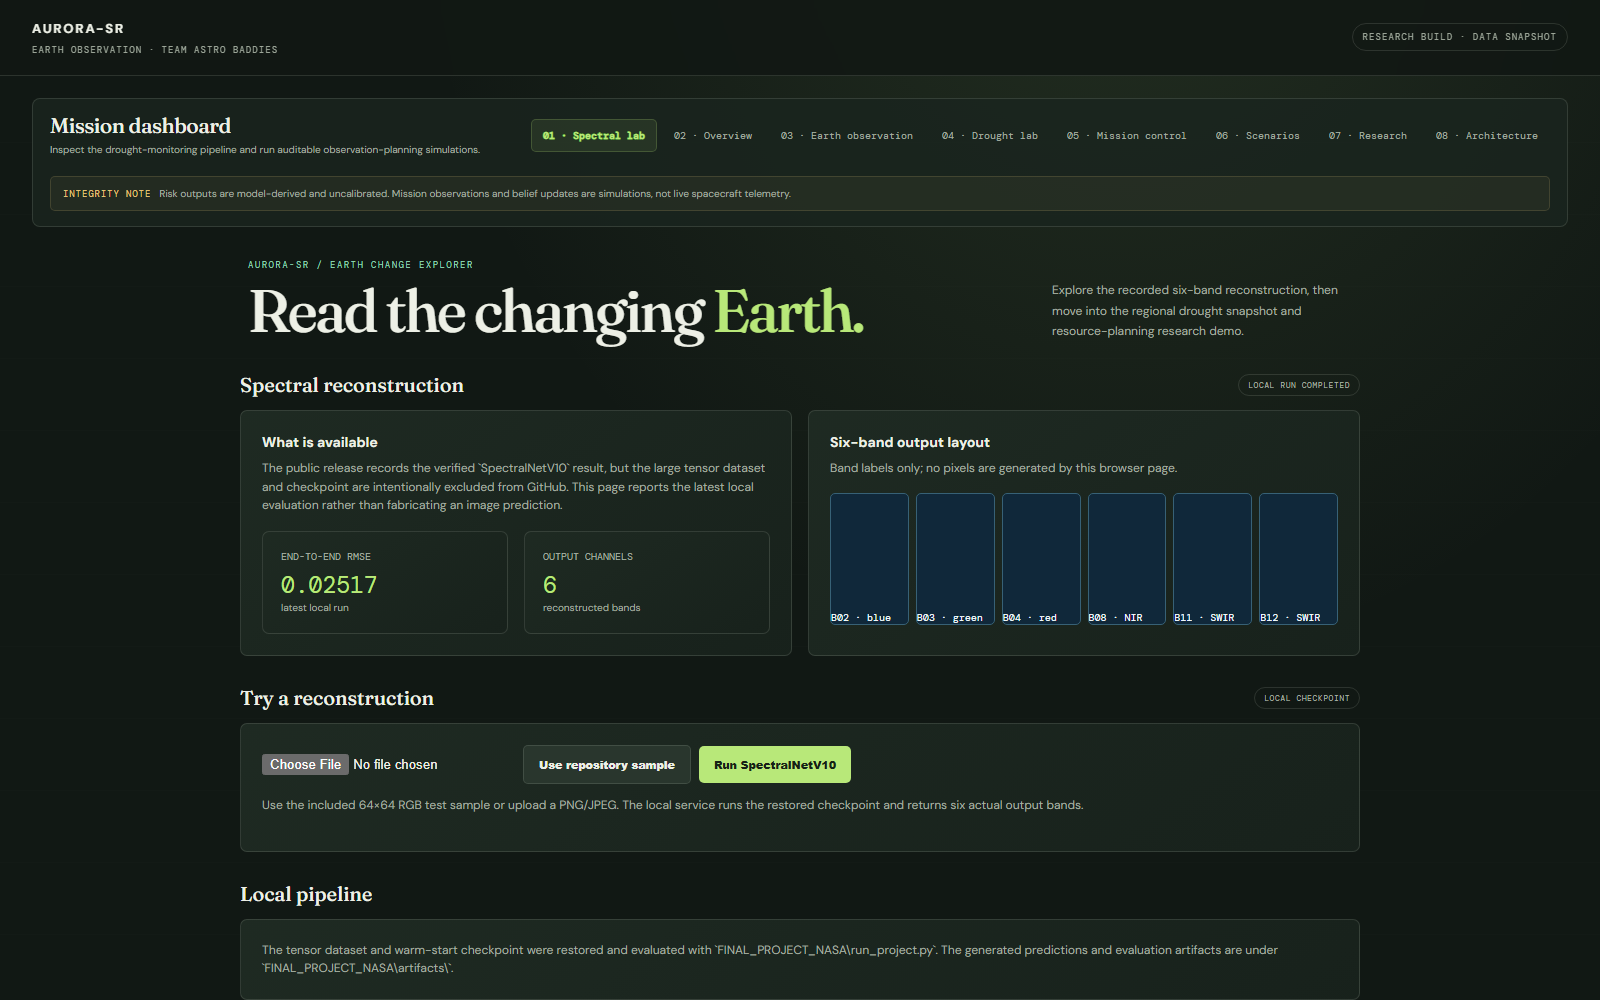 AURORA-SR
EARTH OBSERVATION · TEAM ASTRO BADDIES
RESEARCH BUILD · DATA SNAPSHOT
Mission dashboard
Inspect the drought-monitoring pipeline and run auditable observation-planning simulations.
01 · Spectral lab
02 · Overview
03 · Earth observation
04 · Drought lab
05 · Mission control
06 · Scenarios
07 · Research
08 · Architecture
INTEGRITY NOTE Risk outputs are model-derived and uncalibrated. Mission observations and belief updates are simulations, not live spacecraft telemetry.
AURORA-SR / EARTH CHANGE EXPLORER
Read the changing Earth.
Explore the recorded six-band reconstruction, then
move into the regional drought snapshot and
resource-planning research demo.
Spectral reconstruction
LOCAL RUN COMPLETED
What is available
The public release records the verified `SpectralNetV10` result, but the large tensor dataset
and checkpoint are intentionally excluded from GitHub. This page reports the latest local
evaluation rather than fabricating an image prediction.
END-TO-END RMSE
0.02517
latest local run
OUTPUT CHANNELS
6
reconstructed bands
Six-band output layout
Band labels only; no pixels are generated by this browser page.
B02 · blue
B03 · green
B04 · red
B08 · NIR
B11 · SWIR
B12 · SWIR
Try a reconstruction
LOCAL CHECKPOINT
Choose File No file chosen
Use repository sample
Run SpectralNetV10
Use the included 64×64 RGB test sample or upload a PNG/JPEG. The local service runs the restored checkpoint and returns six actual output bands.
Local pipeline
The tensor dataset and warm-start checkpoint were restored and evaluated with `FINAL_PROJECT_NASA\run_project.py`. The generated predictions and evaluation artifacts are under
`FINAL_PROJECT_NASA\artifacts\`.